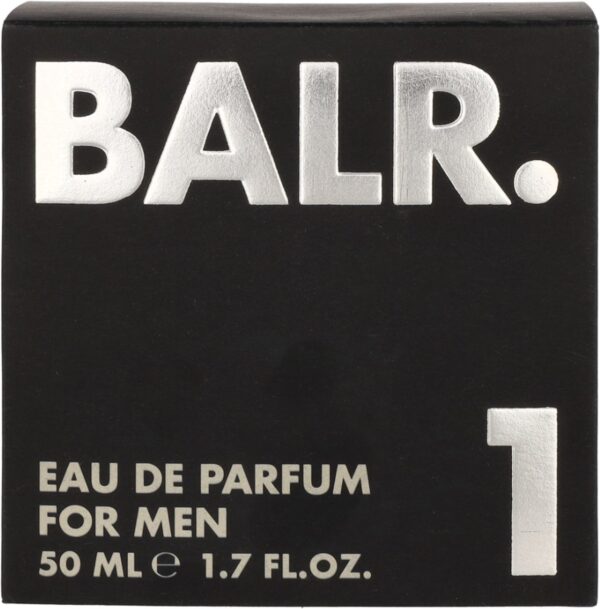 BALR.
1
EAU DE PARFUM
FOR MEN
50 ML ℮ 1.7 FL.OZ.